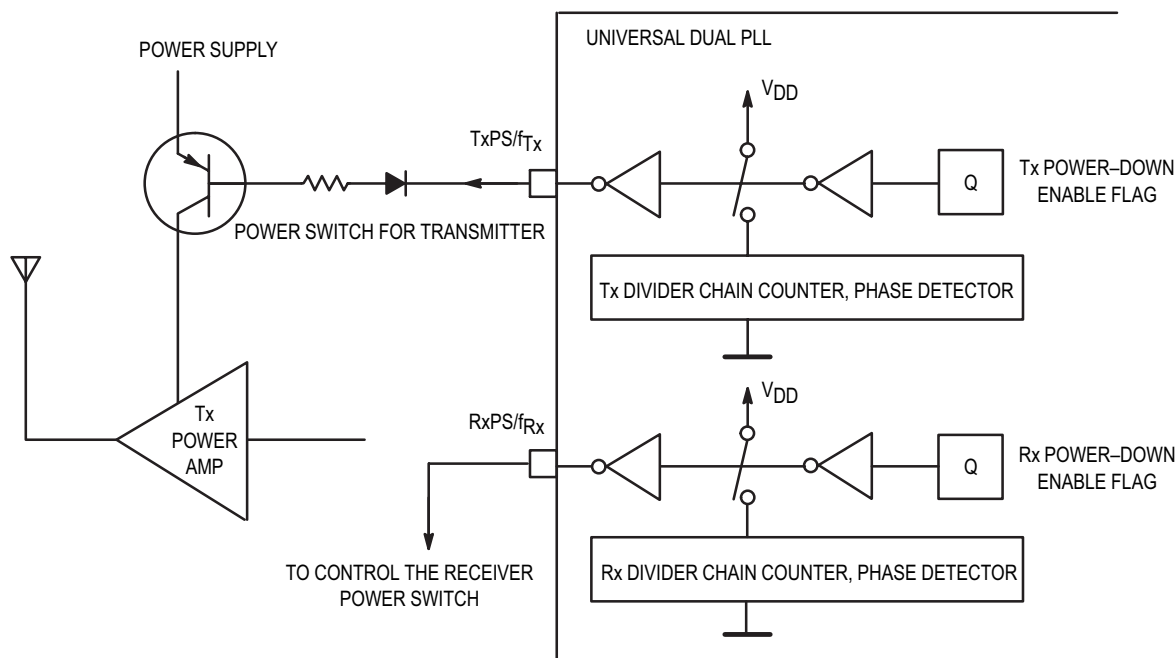 UNIVERSAL DUAL PLL
POWER SUPPLY
VDD
TxPS/fTx
Q
Tx POWER–DOWN
ENABLE FLAG
POWER SWITCH FOR TRANSMITTER
Tx DIVIDER CHAIN COUNTER, PHASE DETECTOR
VDD
RxPS/fRx
Tx
POWER
AMP
Q
Rx POWER–DOWN
ENABLE FLAG
TO CONTROL THE RECEIVER
POWER SWITCH
Rx DIVIDER CHAIN COUNTER, PHASE DETECTOR